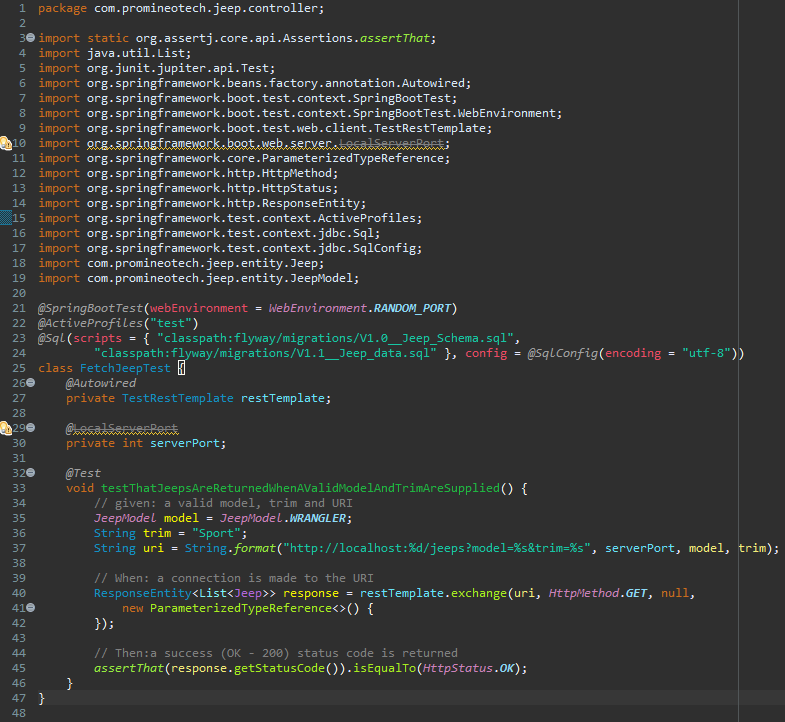 1 package com.promineotech.jeep.controller;
2
3 import static org.assertj.core.api.Assertions.assertThat;
4 import java.util.List;
5 import org.junit.jupiter.api.Test;
6 import org.springframework.beans.factory.annotation.Autowired;
7 import org.springframework.boot.test.context.SpringBootTest;
8 import org.springframework.boot.test.context.SpringBootTest.WebEnvironment;
9 import org.springframework.boot.test.web.client.TestRestTemplate;
10 import org.springframework.boot.web.server.LocalServerPort;
11 import org.springframework.core.ParameterizedTypeReference;
12 import org.springframework.http.HttpMethod;
13 import org.springframework.http.HttpStatus;
14 import org.springframework.http.ResponseEntity;
15 import org.springframework.test.context.ActiveProfiles;
16 import org.springframework.test.context.jdbc.Sql;
17 import org.springframework.test.context.jdbc.SqlConfig;
18 import com.promineotech.jeep.entity.Jeep;
19 import com.promineotech.jeep.entity.JeepModel;
20
21 @SpringBootTest(webEnvironment = WebEnvironment.RANDOM_PORT)
22 @ActiveProfiles("test")
23 @Sql(scripts = { "classpath:flyway/migrations/V1.0__Jeep_Schema.sql",
24 "classpath:flyway/migrations/V1.1__Jeep_data.sql" }, config = @SqlConfig(encoding = "utf-8"))
25 class FetchJeepTest {
26 @Autowired
27 private TestRestTemplate restTemplate;
28
29 @LocalServerPort
30 private int serverPort;
31
32 @Test
33 void testThatJeepsAreReturnedWhenAValidModelAndTrimAreSupplied() {
34 // given: a valid model, trim and URI
35 JeepModel model = JeepModel.WRANGLER;
36 String trim = "Sport";
37 String uri = String.format("http://localhost:%d/jeeps?model=%s&trim=%s", serverPort, model, trim);
38
39 // When: a connection is made to the URI
40 ResponseEntity<List<Jeep>> response = restTemplate.exchange(uri, HttpMethod.GET, null,
41 new ParameterizedTypeReference<>() {
42 });
43
44 // Then:a success (OK - 200) status code is returned
45 assertThat(response.getStatusCode()).isEqualTo(HttpStatus.OK);
46 }
47 }
48